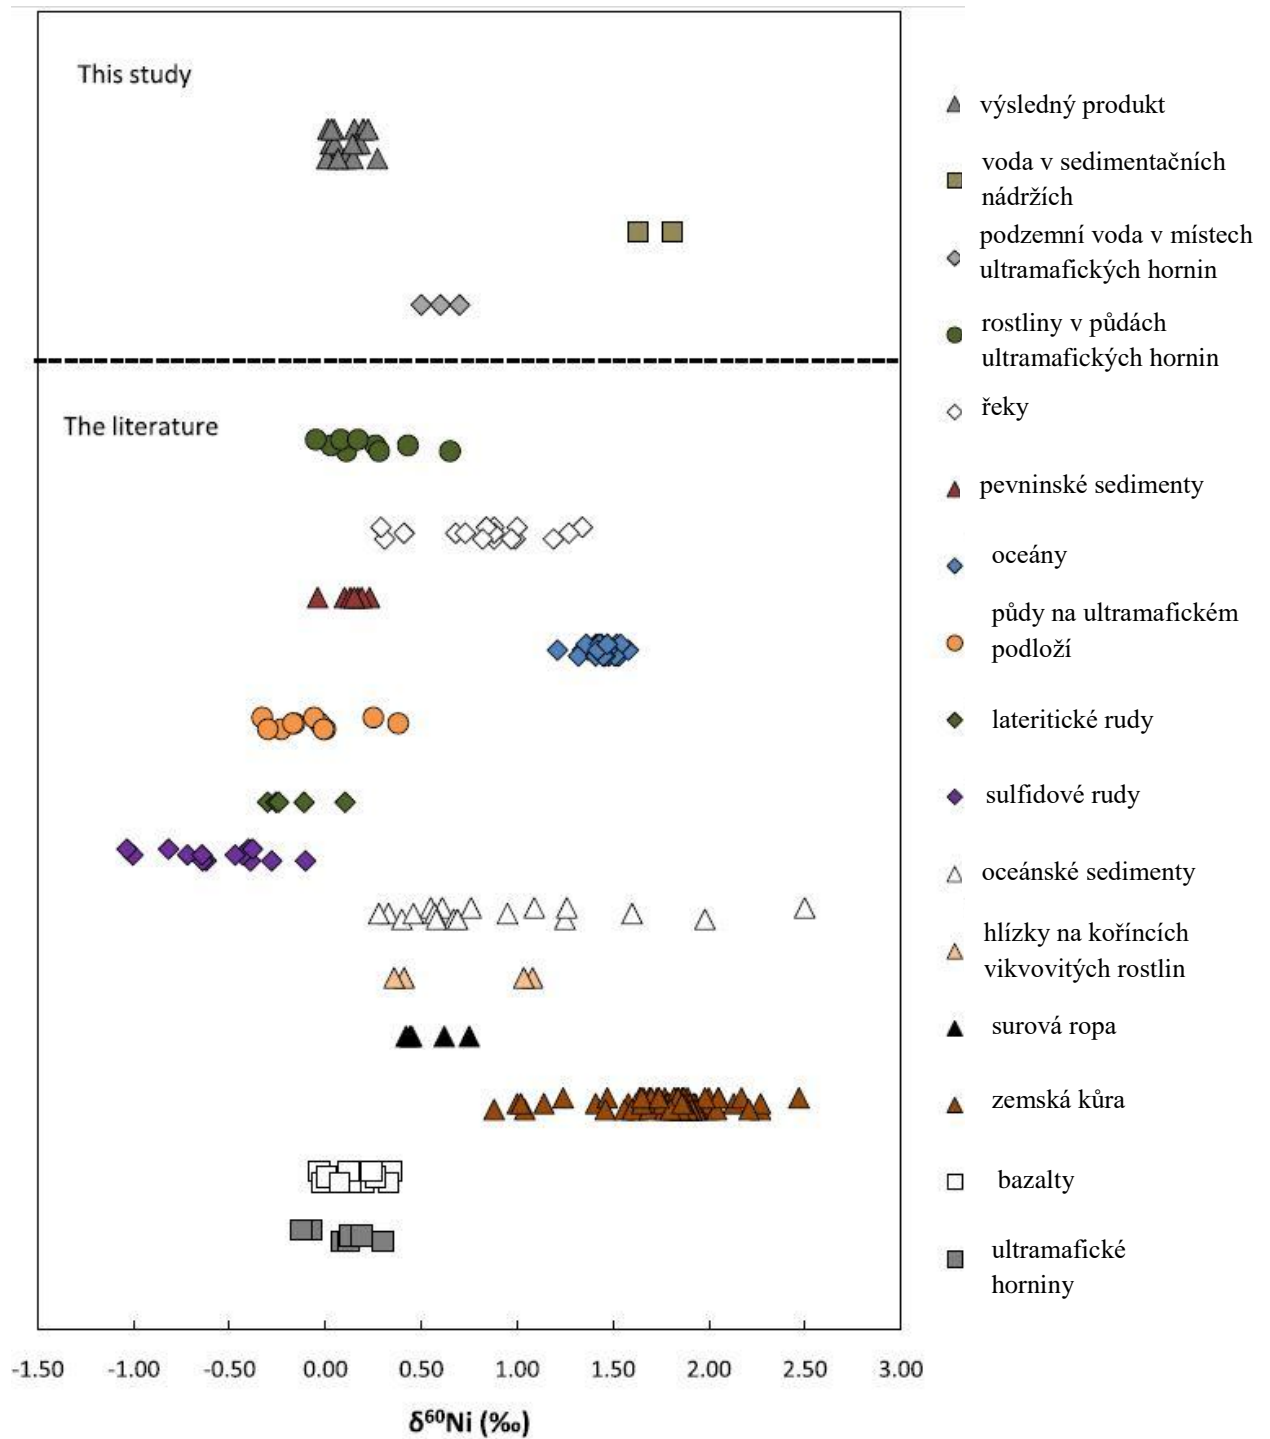 This study
The literature
výsledný produkt
voda v sedimentačních
nádržích
podzemní voda v místech
ultramafických hornin
rostliny v půdách
ultramafických hornin
řeky
pevninské sedimenty
oceány
půdy na ultramafickém
podloží
lateritické rudy
sulfidové rudy
oceánské sedimenty
hlízky na koříncích
vikvovitých rostlin
surová ropa
zemská kůra
bazalty
ultramafické
horniny
-1.50 -1.00 -0.50 0.00 0.50 1.00 1.50 2.00 2.50 3.00
δ⁶⁰Ni (‰)